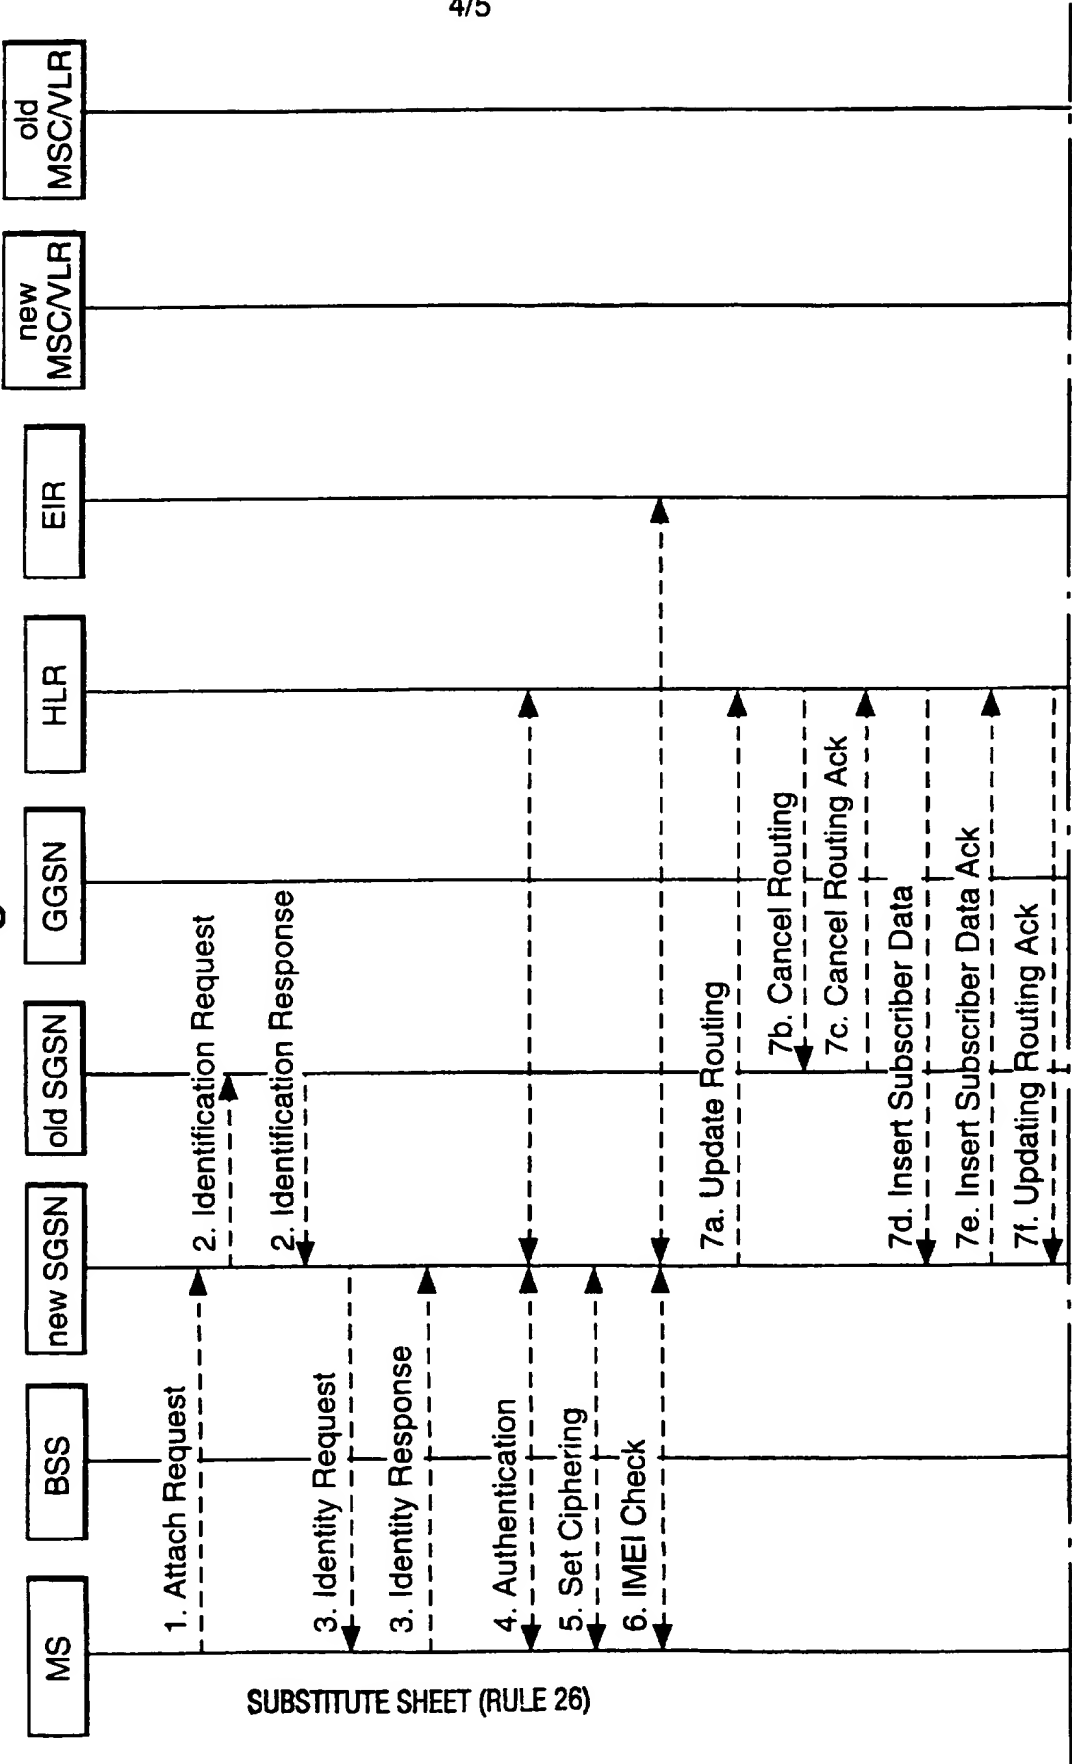 4/5
MS
BSS
new SGSN
old SGSN
GGSN
HLR
EIR
new
MSC/VLR
old
MSC/VLR
1. Attach Request
2. Identification Request
2. Identification Response
3. Identity Request
3. Identity Response
4. Authentication
5. Set Ciphering
6. IMEI Check
7a. Update Routing
7b. Cancel Routing
7c. Cancel Routing Ack
7d. Insert Subscriber Data
7e. Insert Subscriber Data Ack
7f. Updating Routing Ack
SUBSTITUTE SHEET (RULE 26)